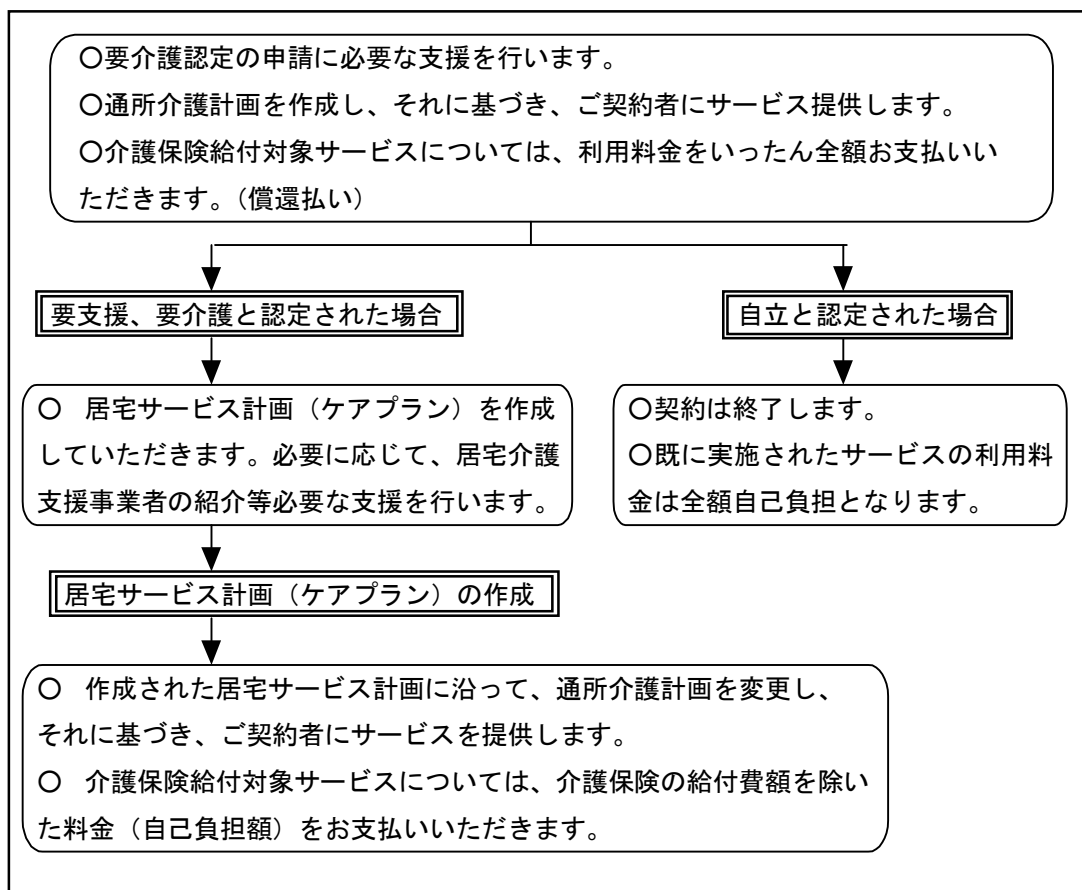 〇要介護認定の申請に必要な支援を行います。
〇通所介護計画を作成し、それに基づき、ご契約者にサービス提供します。
〇介護保険給付対象サービスについては、利用料金をいったん全額お支払いい
ただきます。(償還払い)
要支援、要介護と認定された場合
自立と認定された場合
〇　居宅サービス計画（ケアプラン）を作成
していただきます。必要に応じて、居宅介護
支援事業者の紹介等必要な支援を行います。
〇契約は終了します。
〇既に実施されたサービスの利用料
金は全額自己負担となります。
居宅サービス計画（ケアプラン）の作成
〇　作成された居宅サービス計画に沿って、通所介護計画を変更し、
それに基づき、ご契約者にサービスを提供します。
〇　介護保険給付対象サービスについては、介護保険の給付費額を除い
た料金（自己負担額）をお支払いいただきます。